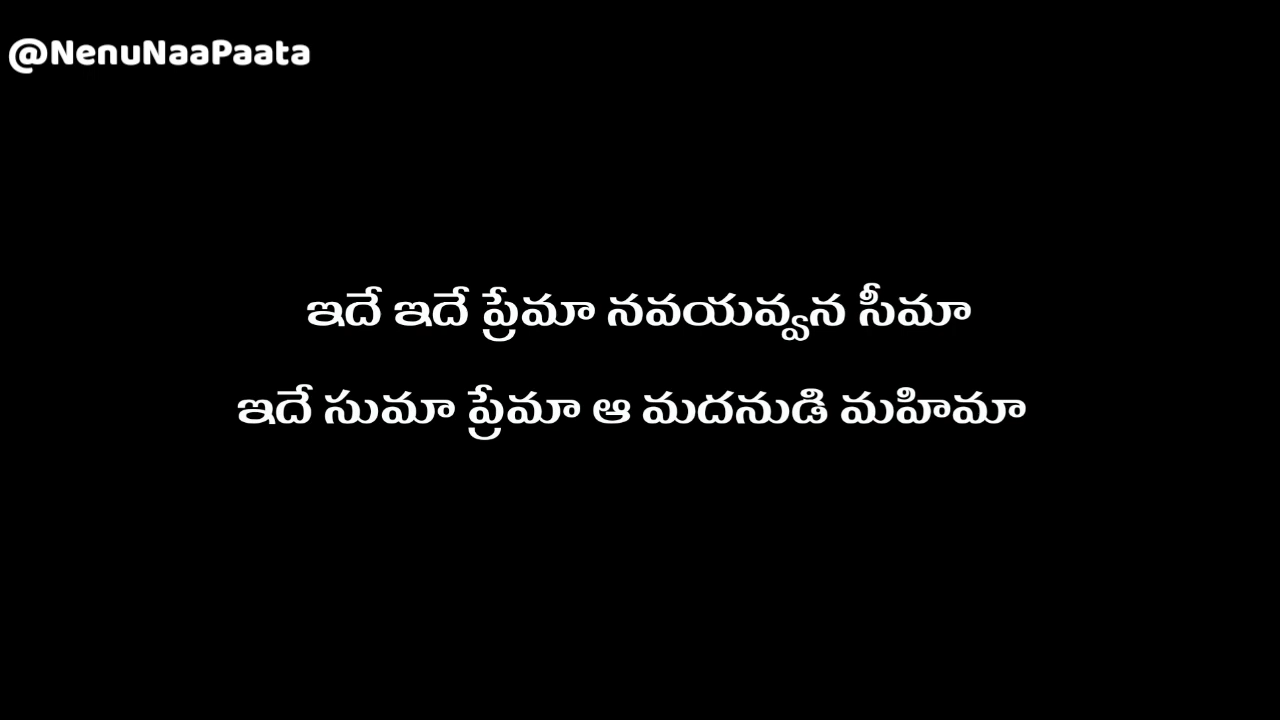 @NenuNaaPaata
ఇదే ఇదే ప్రేమా నవయవ్వన సీమా
ఇదే సుమా ప్రేమా ఆ మదనుడి మహిమా